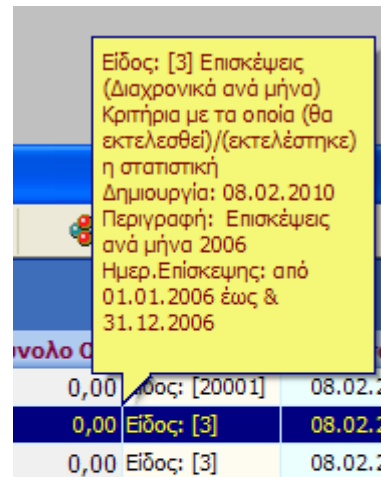 Είδος: [3] Επισκέψεις
(Διαχρονικά ανά μήνα)
Κριτήρια με τα οποία (θα
εκτελεσθεί)/(εκτελέστηκε)
η στατιστική
Δημιουργία: 08.02.2010
Περιγραφή: Επισκέψεις
ανά μήνα 2006
Ημερ.Επίσκεψης: από
01.01.2006 έως &
31.12.2006
0,00 [20001] 08.02.2
0,00 Είδος: [3] 08.02.2
0,00 Είδος: [3] 08.02.2